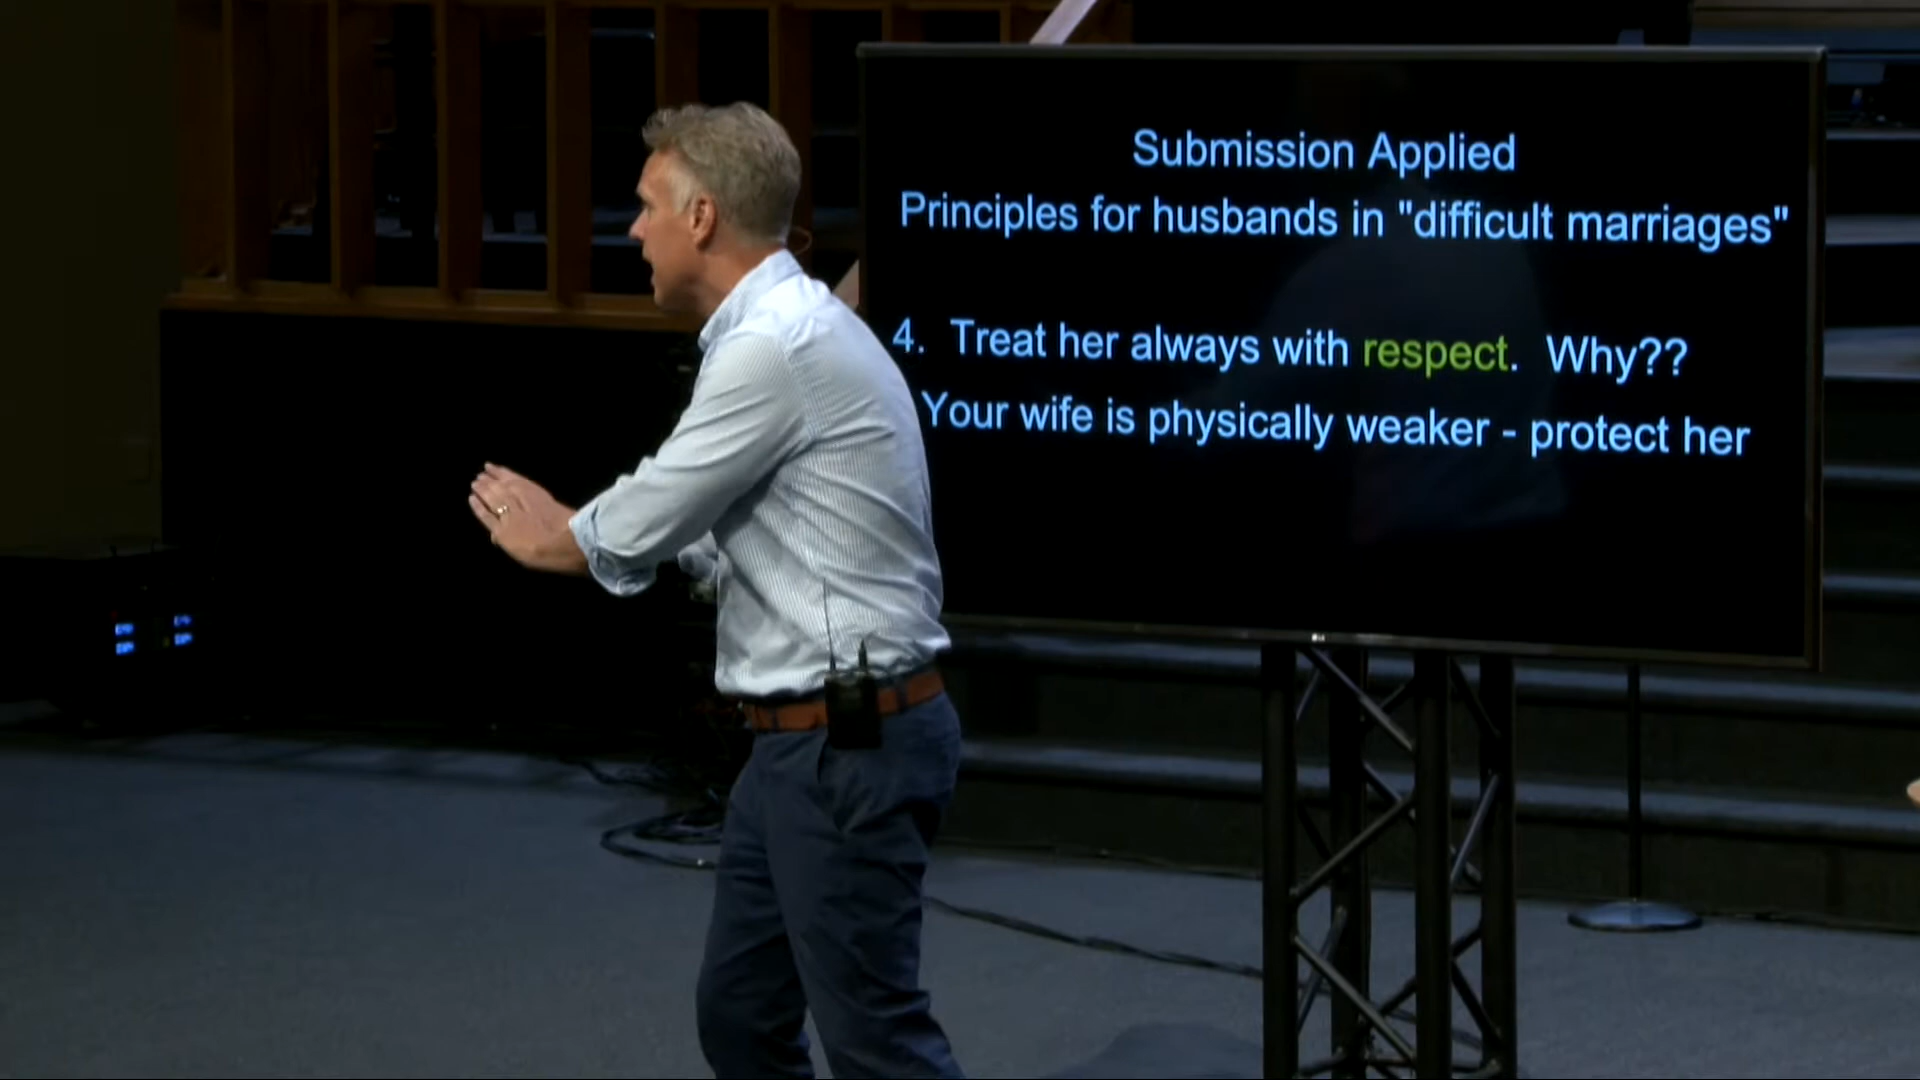 Submission Applied
Principles for husbands in "difficult marriages"
4. Treat her always with respect. Why??
Your wife is physically weaker - protect her